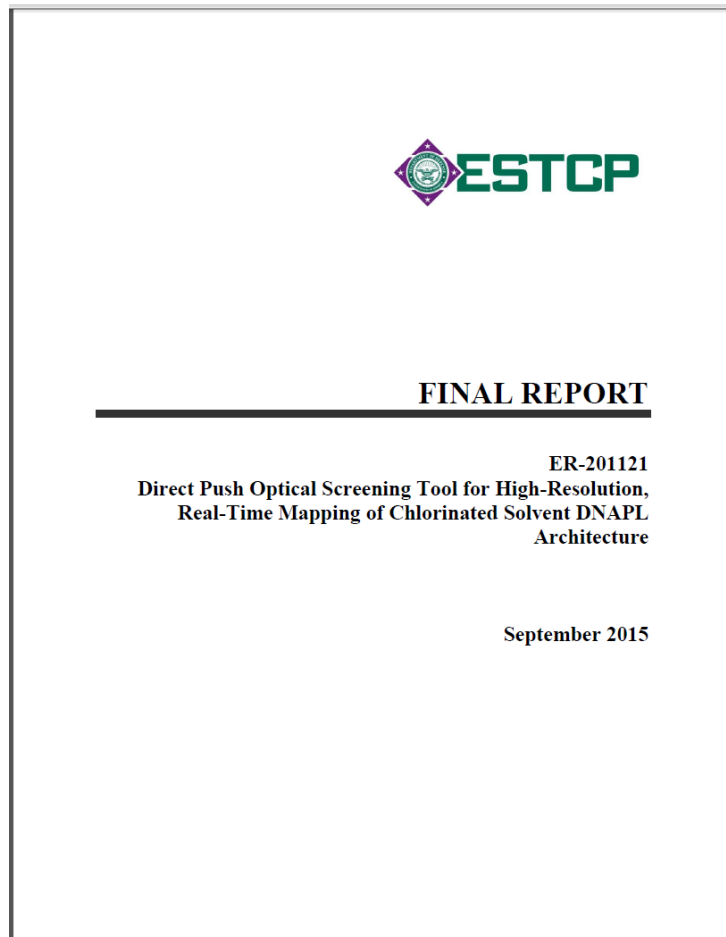 ESTCP
FINAL REPORT
ER-201121
Direct Push Optical Screening Tool for High-Resolution,
Real-Time Mapping of Chlorinated Solvent DNAPL
Architecture
September 2015